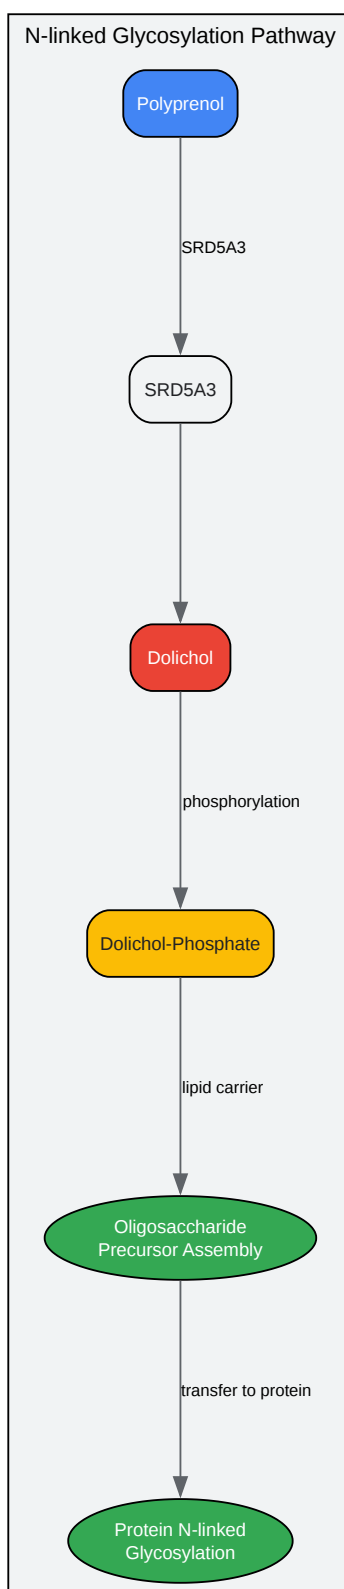 N-linked Glycosylation Pathway
Polyprenol
SRD5A3
SRD5A3
Dolichol
phosphorylation
Dolichol-Phosphate
lipid carrier
Oligosaccharide
Precursor Assembly
transfer to protein
Protein N-linked
Glycosylation